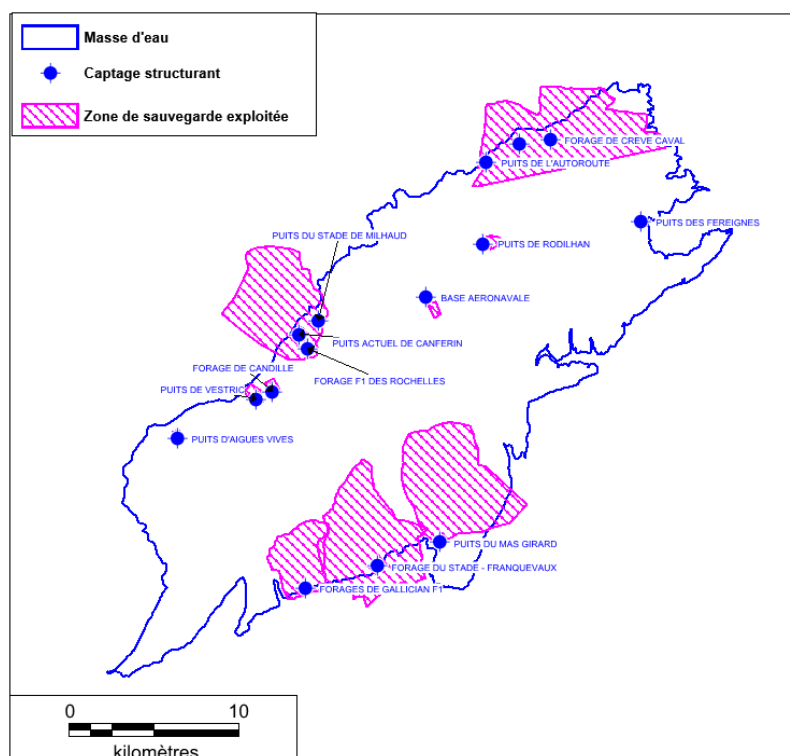 Masse d'eau
Captage structurant
Zone de sauvegarde exploitée
FORAGE DE CREVE CAVAL
PUITS DE L'AUTOROUTE
PUITS DES FEREIGNES
PUITS DU STADE DE MILHAUD
PUITS DE RODILHAN
BASE AERONAVALE
PUITS ACTUEL DE CANFERIN
FORAGE DE CANDILLE
FORAGE F1 DES ROCHELLES
PUITS DE VESTRIC
PUITS D'AIGUES VIVES
PUITS DU MAS GIRARD
FORAGE DU STADE - FRANQUEVAUX
FORAGES DE GALLICIAN F1
0 10
kilomètres